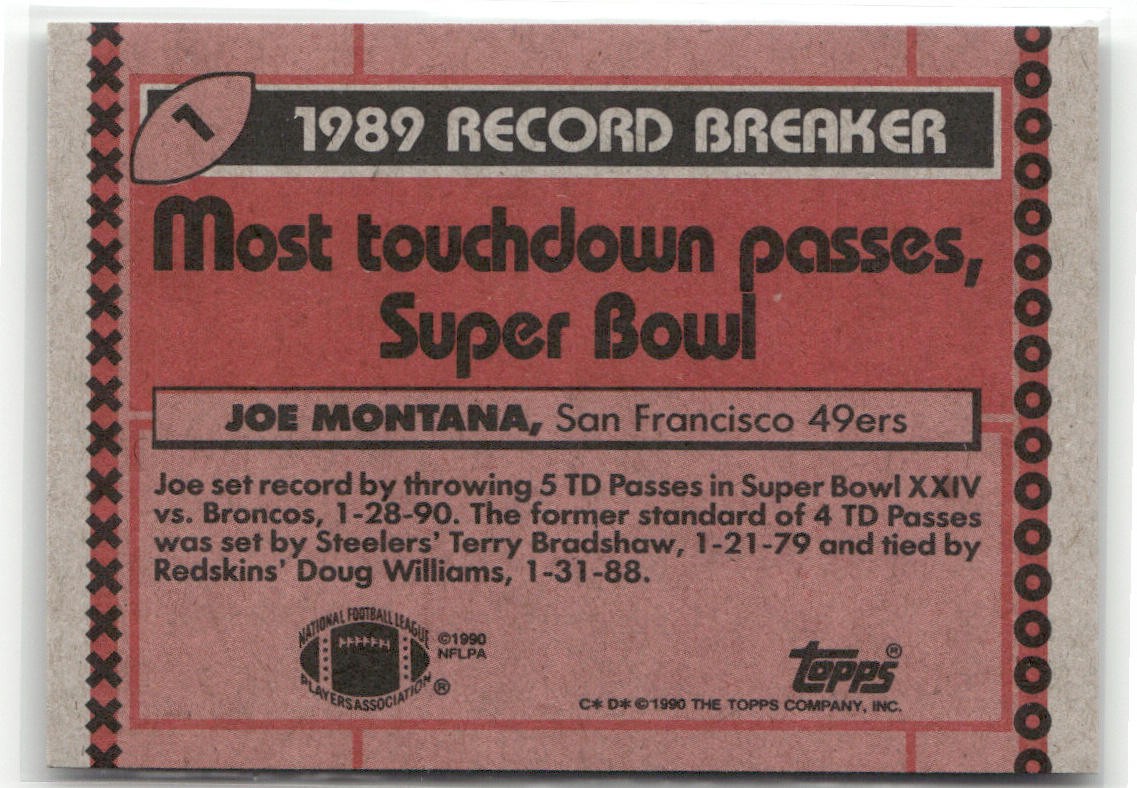 1
1989 RECORD BREAKER
Most touchdown passes,
Super Bowl
JOE MONTANA, San Francisco 49ers
Joe set record by throwing 5 TD Passes in Super Bowl XXIV
vs. Broncos, 1-28-90. The former standard of 4 TD Passes
was set by Steelers' Terry Bradshaw, 1-21-79 and tied by
Redskins' Doug Williams, 1-31-88.
NATIONAL FOOTBALL LEAGUE
PLAYERS ASSOCIATION ®
©1990
NFLPA
topps®
C* D* ©1990 THE TOPPS COMPANY, INC.